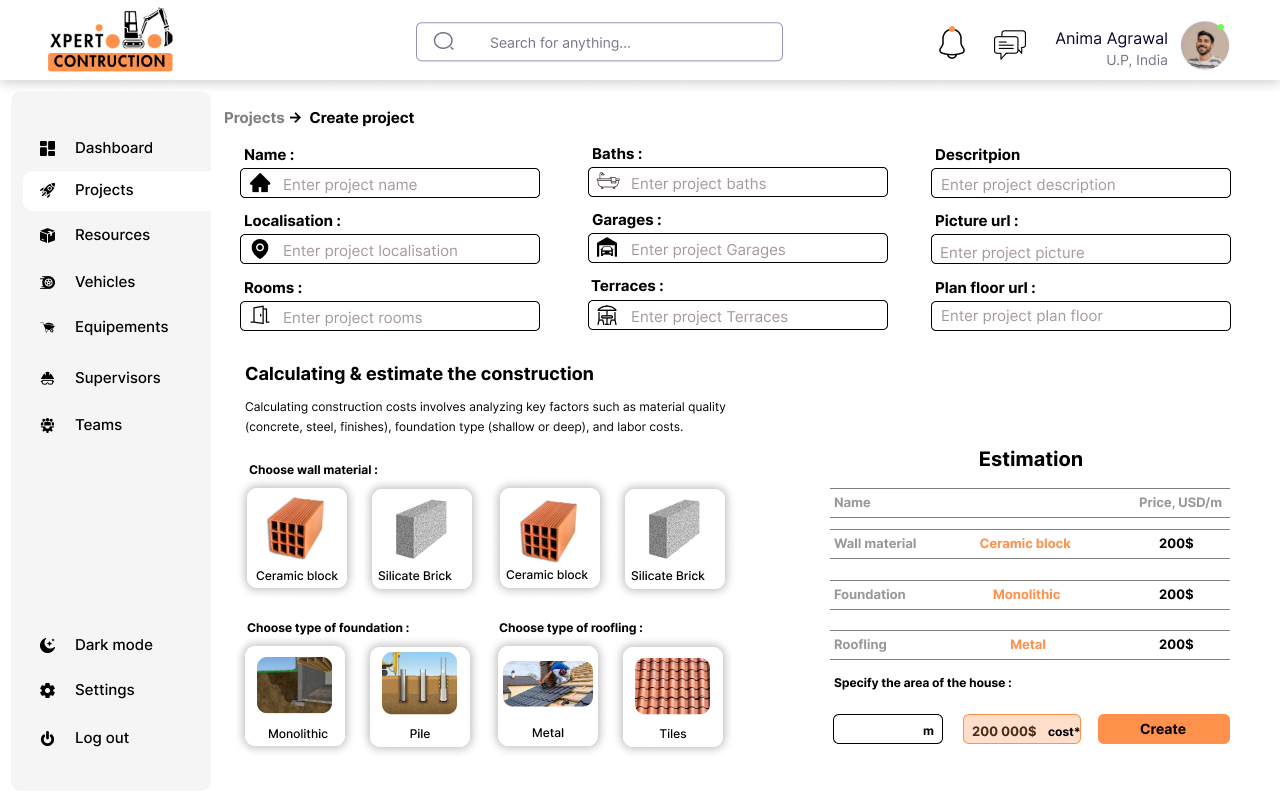 XPERT
CONTRUCTION
Search for anything...
Anima Agrawal
U.P, India
Dashboard
Projects
Resources
Vehicles
Equipements
Supervisors
Teams
Dark mode
Settings
Log out
Projects → Create project
Name :
Enter project name
Baths :
Enter project baths
Descritpion
Enter project description
Localisation :
Enter project localisation
Garages :
Enter project Garages
Picture url :
Enter project picture
Rooms :
Enter project rooms
Terraces :
Enter project Terraces
Plan floor url :
Enter project plan floor
Calculating & estimate the construction
Calculating construction costs involves analyzing key factors such as material quality
(concrete, steel, finishes), foundation type (shallow or deep), and labor costs.
Choose wall material :
Ceramic block
Silicate Brick
Ceramic block
Silicate Brick
Choose type of foundation :
Choose type of roofling :
Monolithic
Pile
Metal
Tiles
Estimation
Name Price, USD/m
Wall material Ceramic block 200$
Foundation Monolithic 200$
Roofling Metal 200$
Specify the area of the house :
m
200 000$ cost*
Create